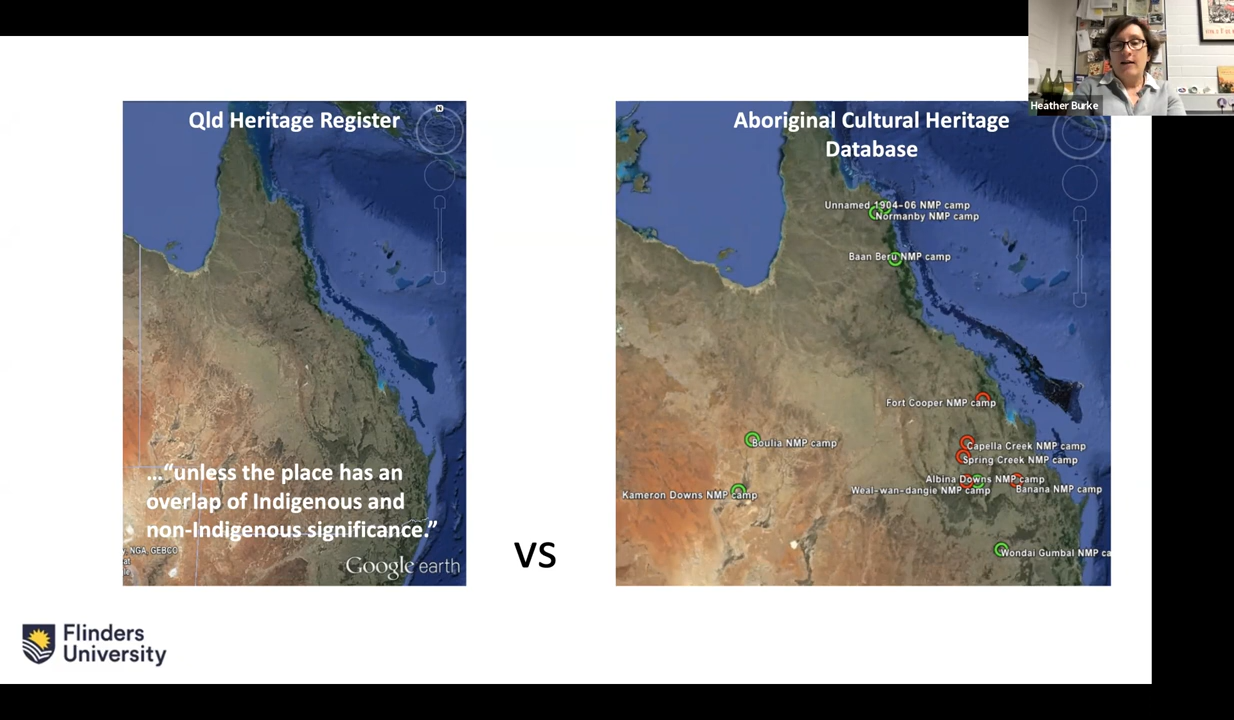 Heather Burke
Qld Heritage Register
…“unless the place has an
overlap of Indigenous and
non-Indigenous significance.”
NGA, GEBCO
Google earth
VS
Aboriginal Cultural Heritage
Database
Unnamed 1904-06 NMP camp
Normanby NMP camp
Baan Beru NMP camp
Fort Cooper NMP camp
Boulia NMP camp
Capella Creek NMP camp
Spring Creek NMP camp
Albina Downs NMP camp
Weal-wan-dangie NMP camp
Banana NMP camp
Kameron Downs NMP camp
Wondai Gumbal NMP ca
Flinders
University